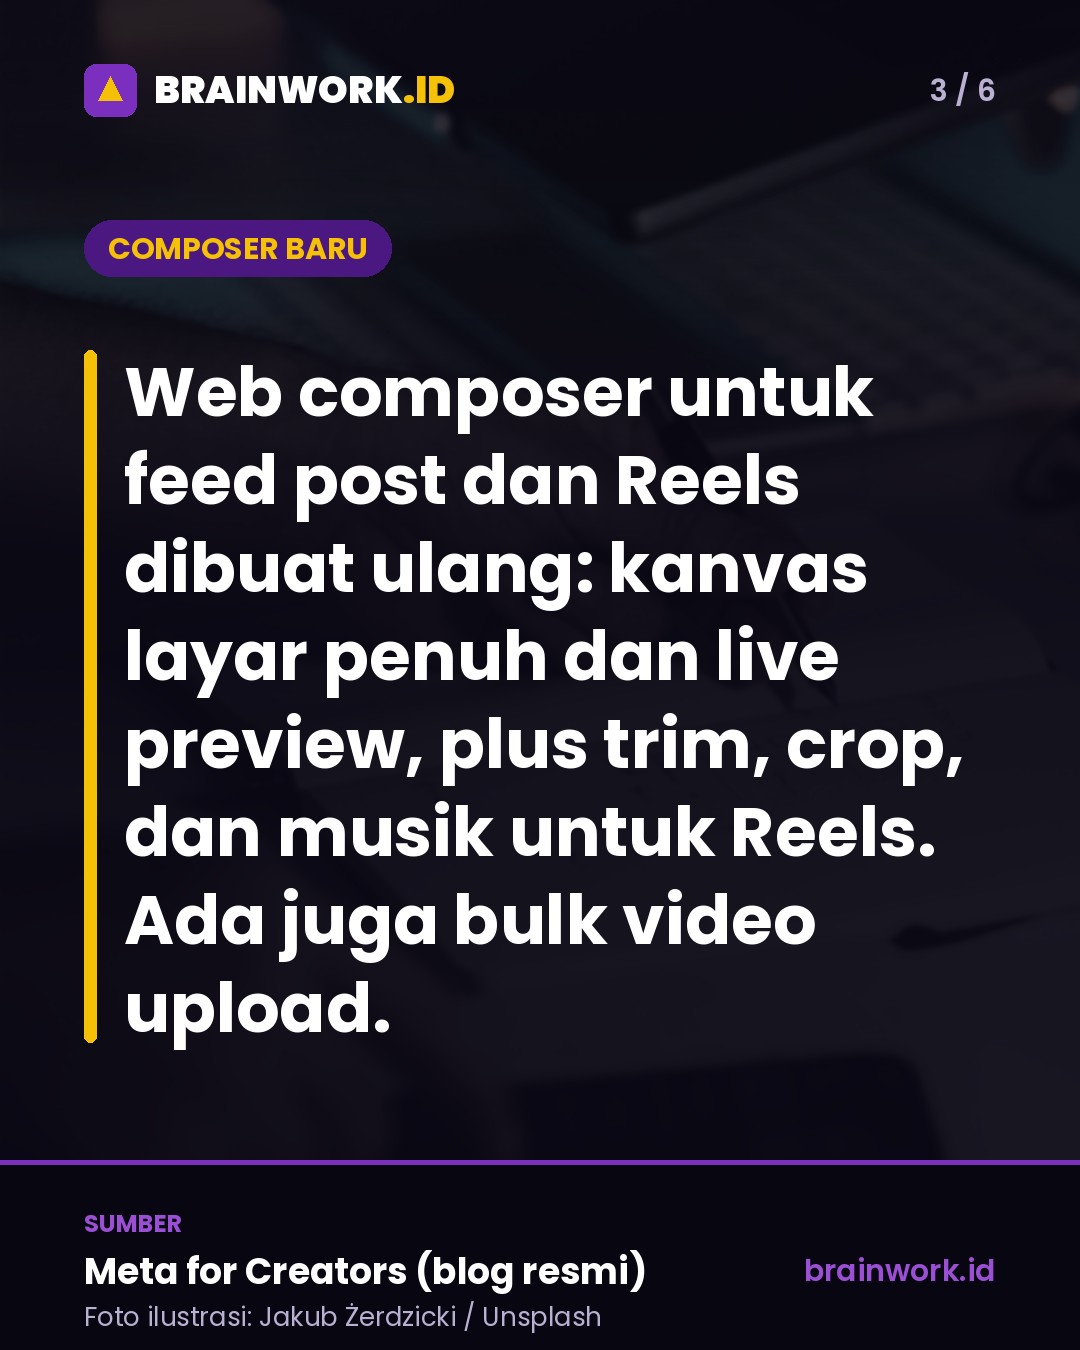 BRAINWORK.ID
3 / 6
COMPOSER BARU
Web composer untuk
feed post dan Reels
dibuat ulang: kanvas
layar penuh dan live
preview, plus trim, crop,
dan musik untuk Reels.
Ada juga bulk video
upload.
SUMBER
Meta for Creators (blog resmi)
brainwork.id
Foto ilustrasi: Jakub Żerdzicki / Unsplash